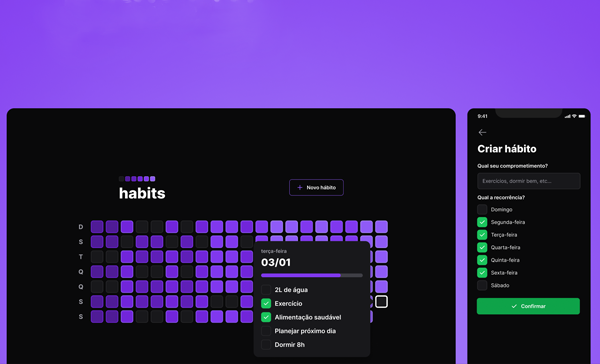 habits
+ Novo hábito
D
S
T
Q
Q
S
S
terça-feira
03/01
2L de água
Exercício
Alimentação saudável
Planejar próximo dia
Dormir 8h
9:41
Criar hábito
Qual seu comprometimento?
Exercícios, dormir bem, etc...
Qual a recorrência?
Domingo
Segunda-feira
Terça-feira
Quarta-feira
Quinta-feira
Sexta-feira
Sábado
Confirmar